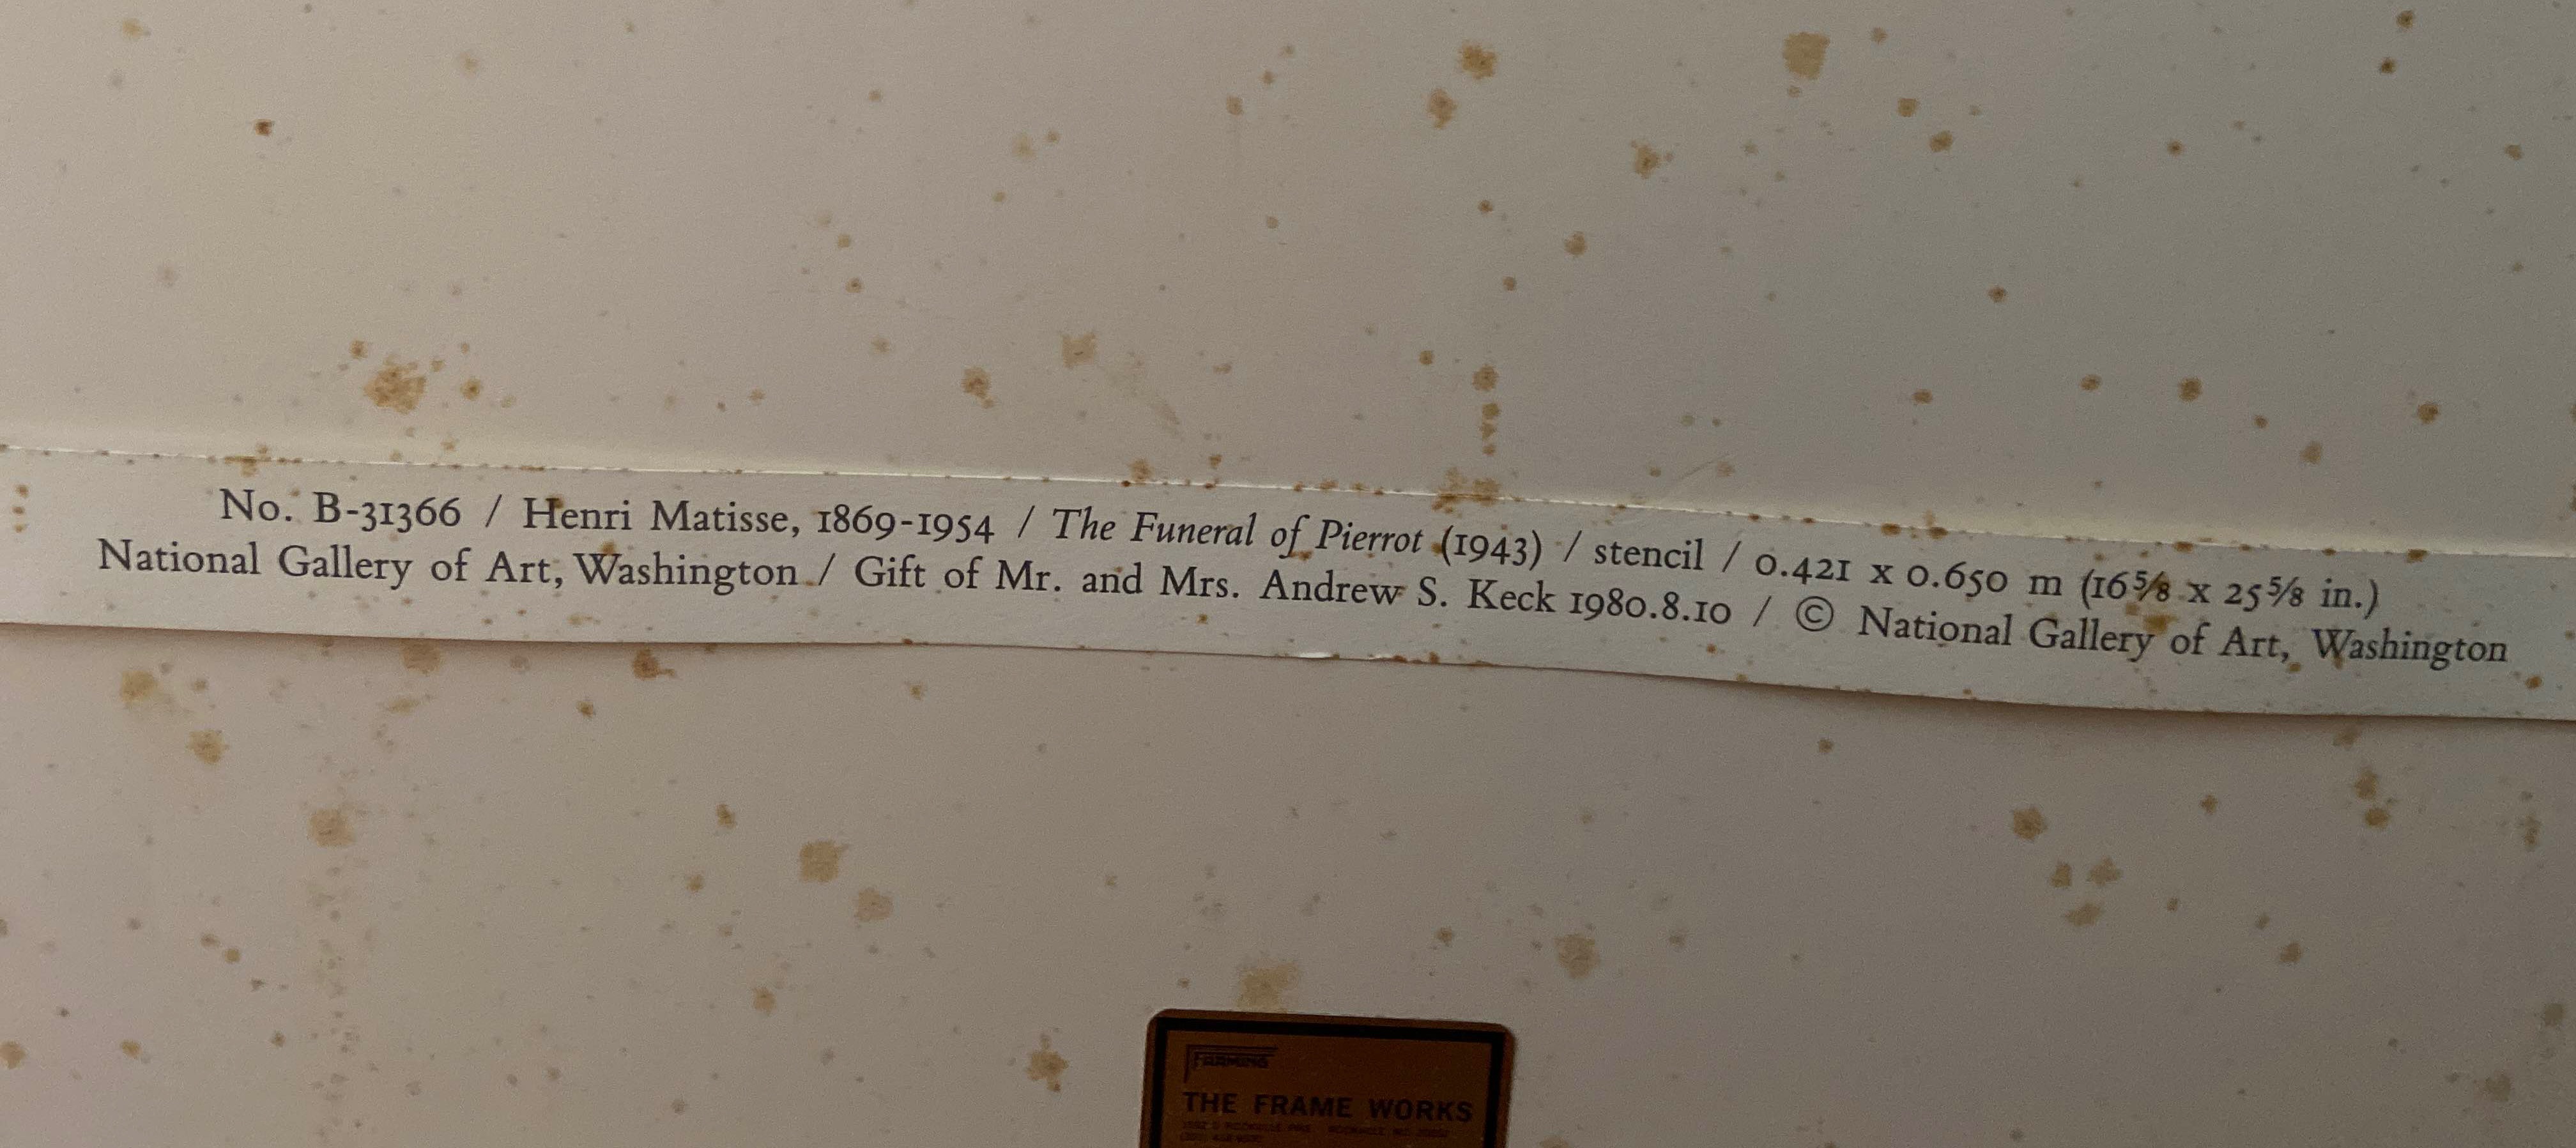 No. B-31366 / Henri Matisse, 1869-1954 / The Funeral of Pierrot (1943) / stencil / 0.421 x 0.650 m (16⅝ x 25⅝ in.)
National Gallery of Art, Washington / Gift of Mr. and Mrs. Andrew S. Keck 1980.8.10 / © National Gallery of Art, Washington
THE FRAME WORKS